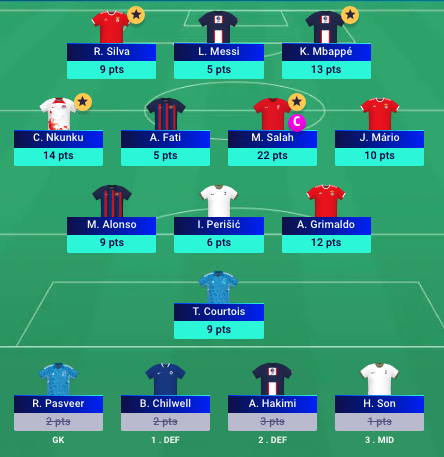 R. Silva
9 pts
L. Messi
5 pts
K. Mbappé
13 pts
C. Nkunku
14 pts
A. Fati
5 pts
C
M. Salah
22 pts
J. Mário
10 pts
M. Alonso
9 pts
I. Perišić
6 pts
A. Grimaldo
12 pts
T. Courtois
9 pts
R. Pasveer
2 pts
GK
B. Chilwell
2 pts
1 . DEF
A. Hakimi
3 pts
2 . DEF
H. Son
1 pts
3 . MID